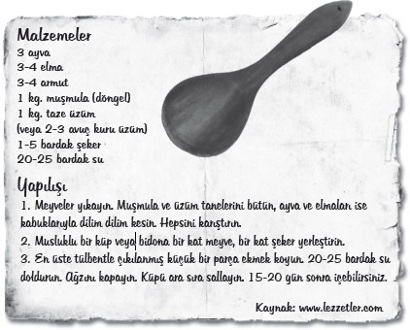 Malzemeler
3 ayva
3-4 elma
3-4 armut
1 kg. muşmula (döngel)
1 kg. taze üzüm
(veya 2-3 avuç kuru üzüm)
1-5 bardak şeker
20-25 bardak su
Yapılışı
1. Meyveler yıkayın. Muşmula ve üzüm tanelerini bütün, ayva ve elmaları ise
kabuklarıyla dilim dilim kesin. Hepsini karıştırın.
2. Musluklu bir küp veya bidona bir kat meyve, bir kat şeker yerleştirin.
3. En üste tülbentle çıkılanmış küçük bir parça ekmek koyun. 20-25 bardak su
doldurun. Ağzını kapayın. Küpü ara sıra sallayın. 15-20 gün sonra içebilirsiniz.
Kaynak: www.lezzetler.com